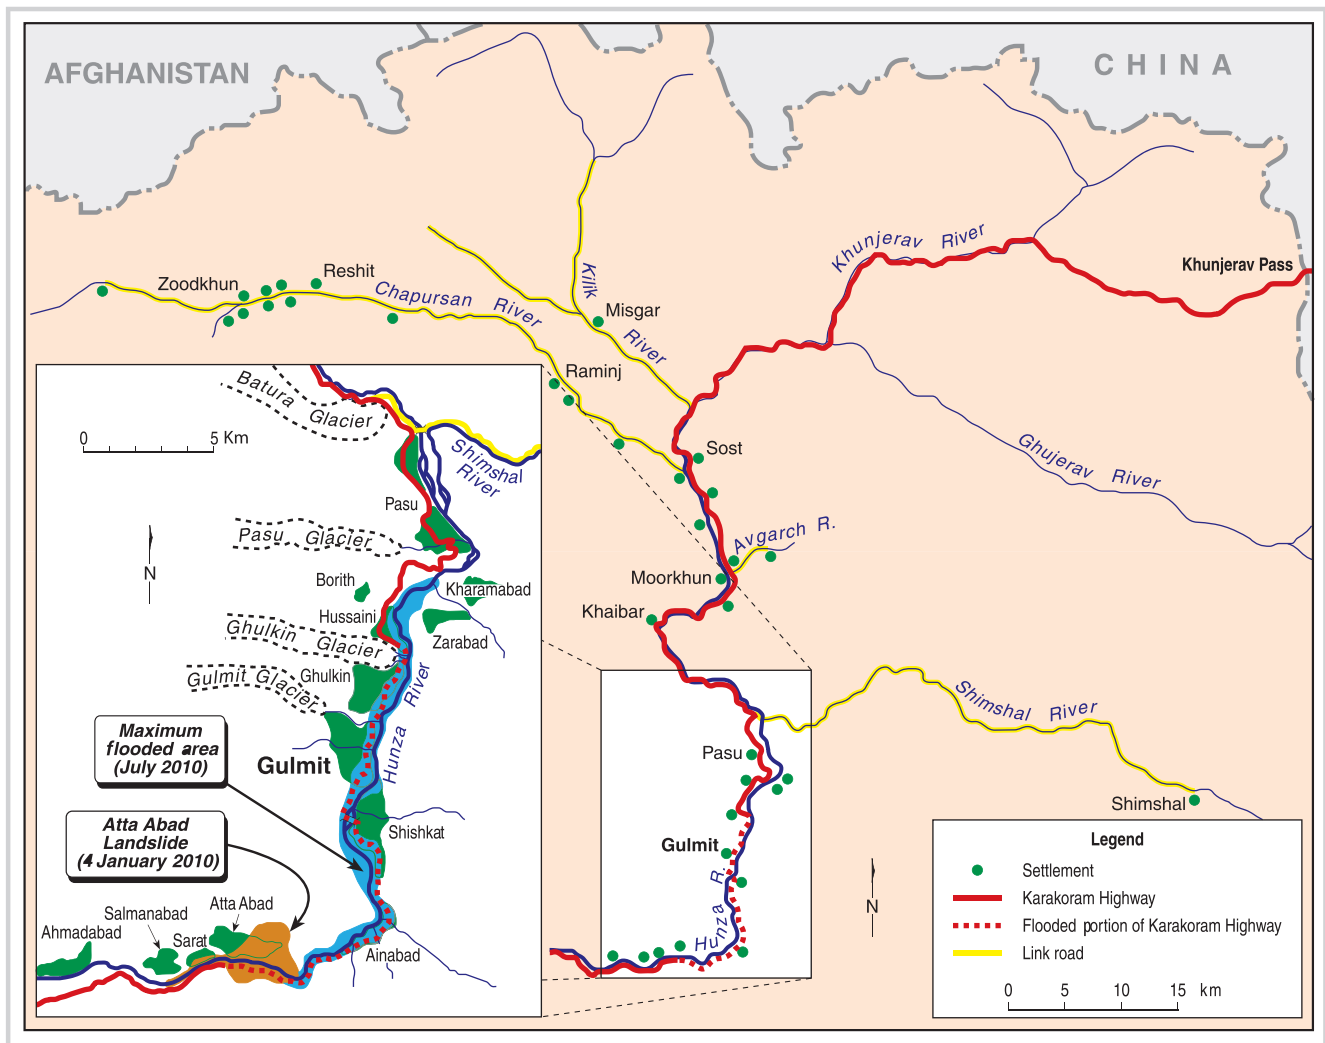 AFGHANISTAN
CHINA
Khunjerav River
Khunjerav Pass
Zoodkhun
Reshit
Chapursan River
Kilik River
Misgar
Raminj
Sost
Ghujerav River
Avgarch R.
Moorkhun
Khaibar
Shimshal River
Shimshal
Pasu
Gulmit
Hunza R.
N
Batura Glacier
0 5 Km
Shimshal
River
Pasu
Pasu Glacier
N
Borith
Kharamabad
Hussaini
Zarabad
Ghulkin Glacier
Ghulkin
Gulmit Glacier
Hunza River
Maximum
flooded area
(July 2010)
Gulmit
Atta Abad
Landslide
(4 January 2010)
Shishkat
Atta Abad
Salmanabad
Ahmadabad
Sarat
Ainabad
Legend
Settlement
Karakoram Highway
Flooded portion of Karakoram Highway
Link road
0 5 10 15 km